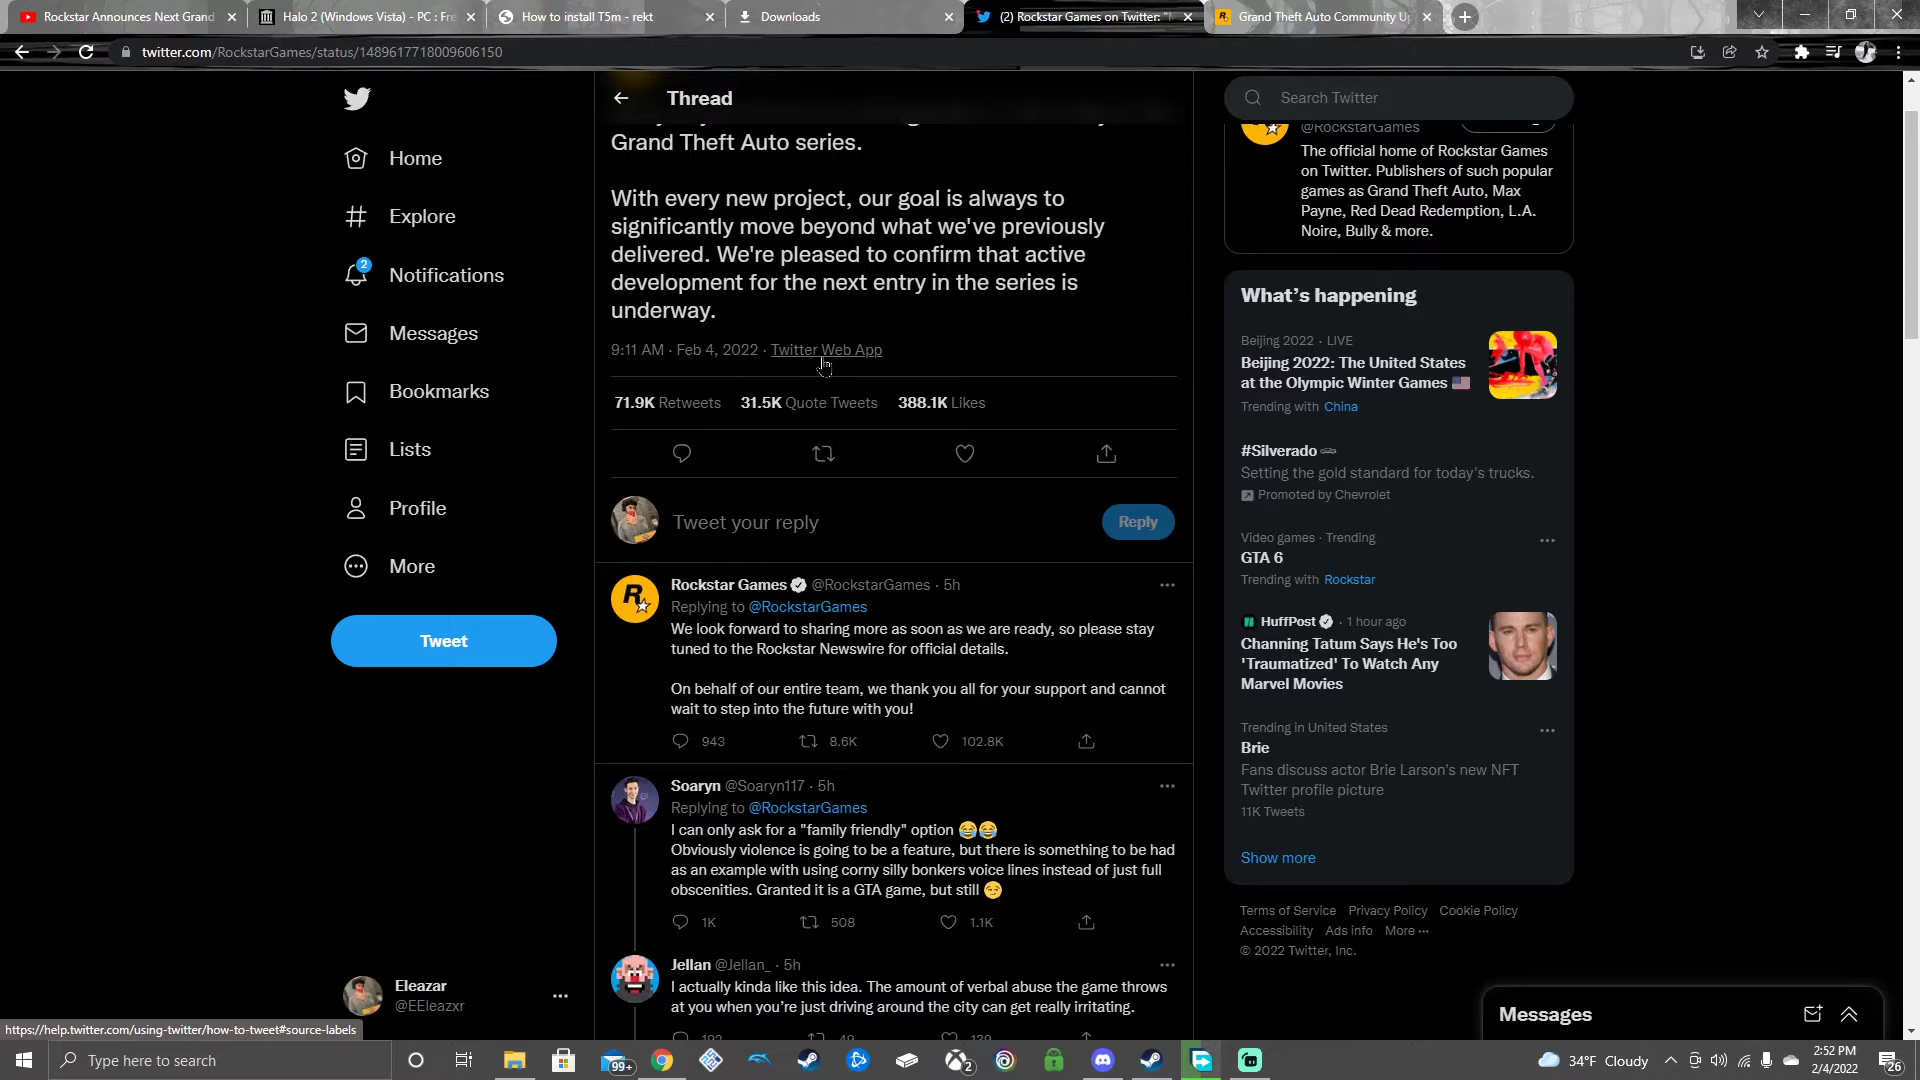 Rockstar Announces Next Grand
Halo 2 (Windows Vista) - PC : Fre
How to install T5m - rekt
Downloads
(2) Rockstar Games on Twitter: "
Grand Theft Auto Community Up
twitter.com/RockstarGames/status/1489617718009606150
Home
Explore
2
Notifications
Messages
Bookmarks
Lists
Profile
More
Tweet
Eleazar
@EEleazxr
https://help.twitter.com/using-twitter/how-to-tweet#source-labels
Thread
Grand Theft Auto series.
With every new project, our goal is always to
significantly move beyond what we've previously
delivered. We're pleased to confirm that active
development for the next entry in the series is
underway.
9:11 AM · Feb 4, 2022 · Twitter Web App
71.9K Retweets 31.5K Quote Tweets 388.1K Likes
Tweet your reply
Reply
Rockstar Games @RockstarGames · 5h
Replying to @RockstarGames
We look forward to sharing more as soon as we are ready, so please stay
tuned to the Rockstar Newswire for official details.
On behalf of our entire team, we thank you all for your support and cannot
wait to step into the future with you!
943 8.6K 102.8K
Soaryn @Soaryn117 · 5h
Replying to @RockstarGames
I can only ask for a "family friendly" option 😂😂
Obviously violence is going to be a feature, but there is something to be had
as an example with using corny silly bonkers voice lines instead of just full
obscenities. Granted it is a GTA game, but still 😏
1K 508 1.1K
Jellan @Jellan_ · 5h
I actually kinda like this idea. The amount of verbal abuse the game throws
at you when you're just driving around the city can get really irritating.
Search Twitter
@RockstarGames
The official home of Rockstar Games
on Twitter. Publishers of such popular
games as Grand Theft Auto, Max
Payne, Red Dead Redemption, L.A.
Noire, Bully & more.
What's happening
Beijing 2022 · LIVE
Beijing 2022: The United States
at the Olympic Winter Games 🇺🇸
Trending with China
#Silverado
Setting the gold standard for today's trucks.
Promoted by Chevrolet
Video games · Trending
GTA 6
Trending with Rockstar
HuffPost · 1 hour ago
Channing Tatum Says He's Too
'Traumatized' To Watch Any
Marvel Movies
Trending in United States
Brie
Fans discuss actor Brie Larson's new NFT
Twitter profile picture
11K Tweets
Show more
Terms of Service Privacy Policy Cookie Policy
Accessibility Ads info More ···
© 2022 Twitter, Inc.
Messages
Type here to search
99+
2
34°F Cloudy
2:52 PM
2/4/2022
26